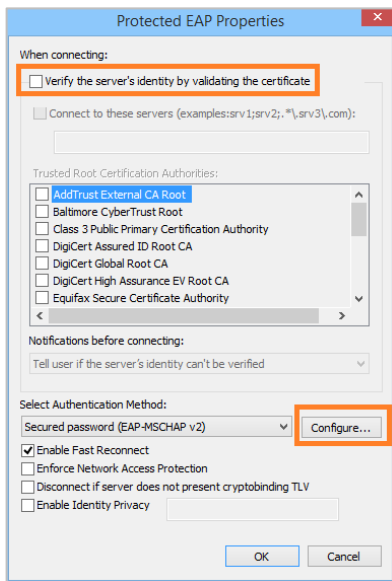 Protected EAP Properties
When connecting:
Verify the server's identity by validating the certificate
Connect to these servers (examples:srv1;srv2;.*\.srv3\.com):
Trusted Root Certification Authorities:
AddTrust External CA Root
Baltimore CyberTrust Root
Class 3 Public Primary Certification Authority
DigiCert Assured ID Root CA
DigiCert Global Root CA
DigiCert High Assurance EV Root CA
Equifax Secure Certificate Authority
Notifications before connecting:
Tell user if the server's identity can't be verified
Select Authentication Method:
Secured password (EAP-MSCHAP v2) Configure...
Enable Fast Reconnect
Enforce Network Access Protection
Disconnect if server does not present cryptobinding TLV
Enable Identity Privacy
OK Cancel